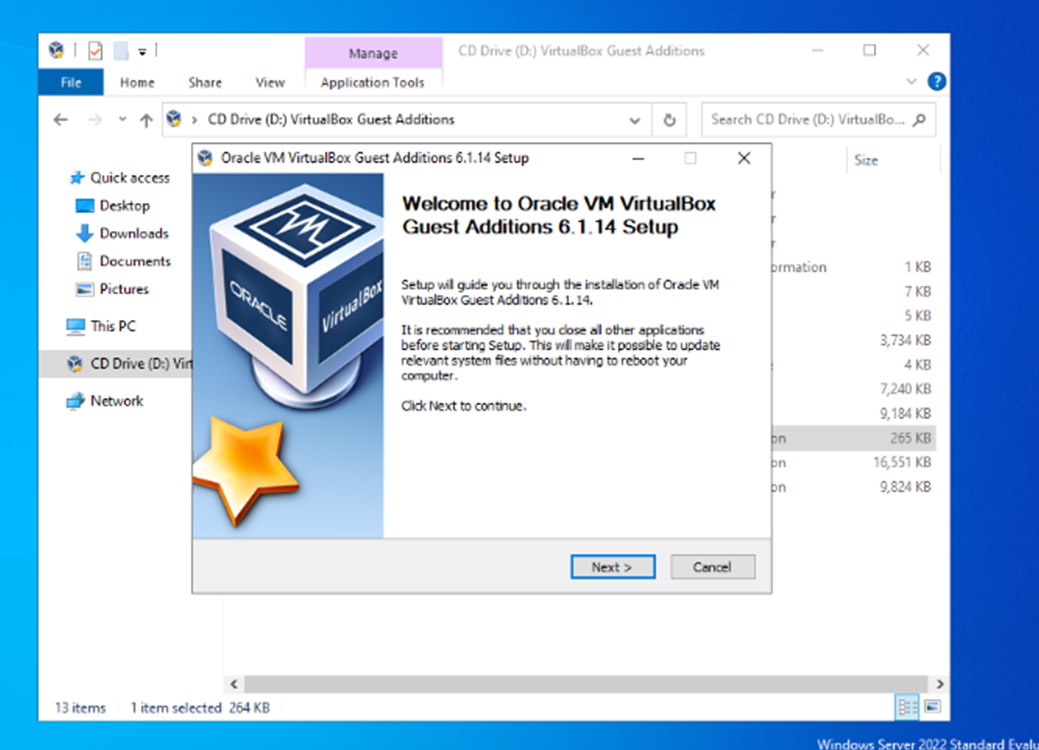 Manage
CD Drive (D:) VirtualBox Guest Additions
File
Home
Share
View
Application Tools
CD Drive (D:) VirtualBox Guest Additions
Search CD Drive (D:) VirtualBo...
Size
Quick access
Desktop
Downloads
Documents
Pictures
This PC
CD Drive (D:) Virt
Network
Oracle VM VirtualBox Guest Additions 6.1.14 Setup
ORACLE
VirtualBox
Welcome to Oracle VM VirtualBox
Guest Additions 6.1.14 Setup
Setup will guide you through the installation of Oracle VM
VirtualBox Guest Additions 6.1.14.
It is recommended that you close all other applications
before starting Setup. This will make it possible to update
relevant system files without having to reboot your
computer.
Click Next to continue.
Next >
Cancel
r
r
r
ormation 1 KB
7 KB
5 KB
3,734 KB
4 KB
7,240 KB
9,184 KB
on 265 KB
on 16,551 KB
on 9,824 KB
13 items 1 item selected 264 KB
Windows Server 2022 Standard Evalu